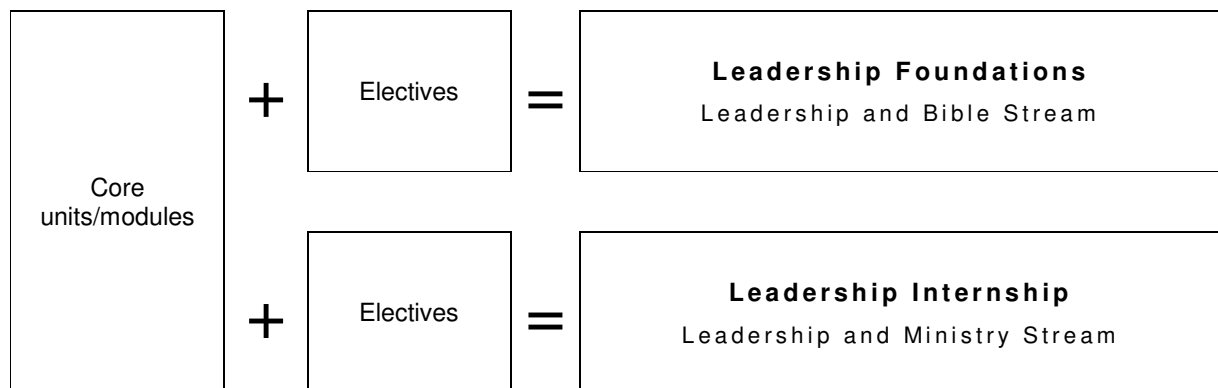 Core
units/modules
+
Electives
=
Leadership Foundations
Leadership and Bible Stream
+
Electives
=
Leadership Internship
Leadership and Ministry Stream